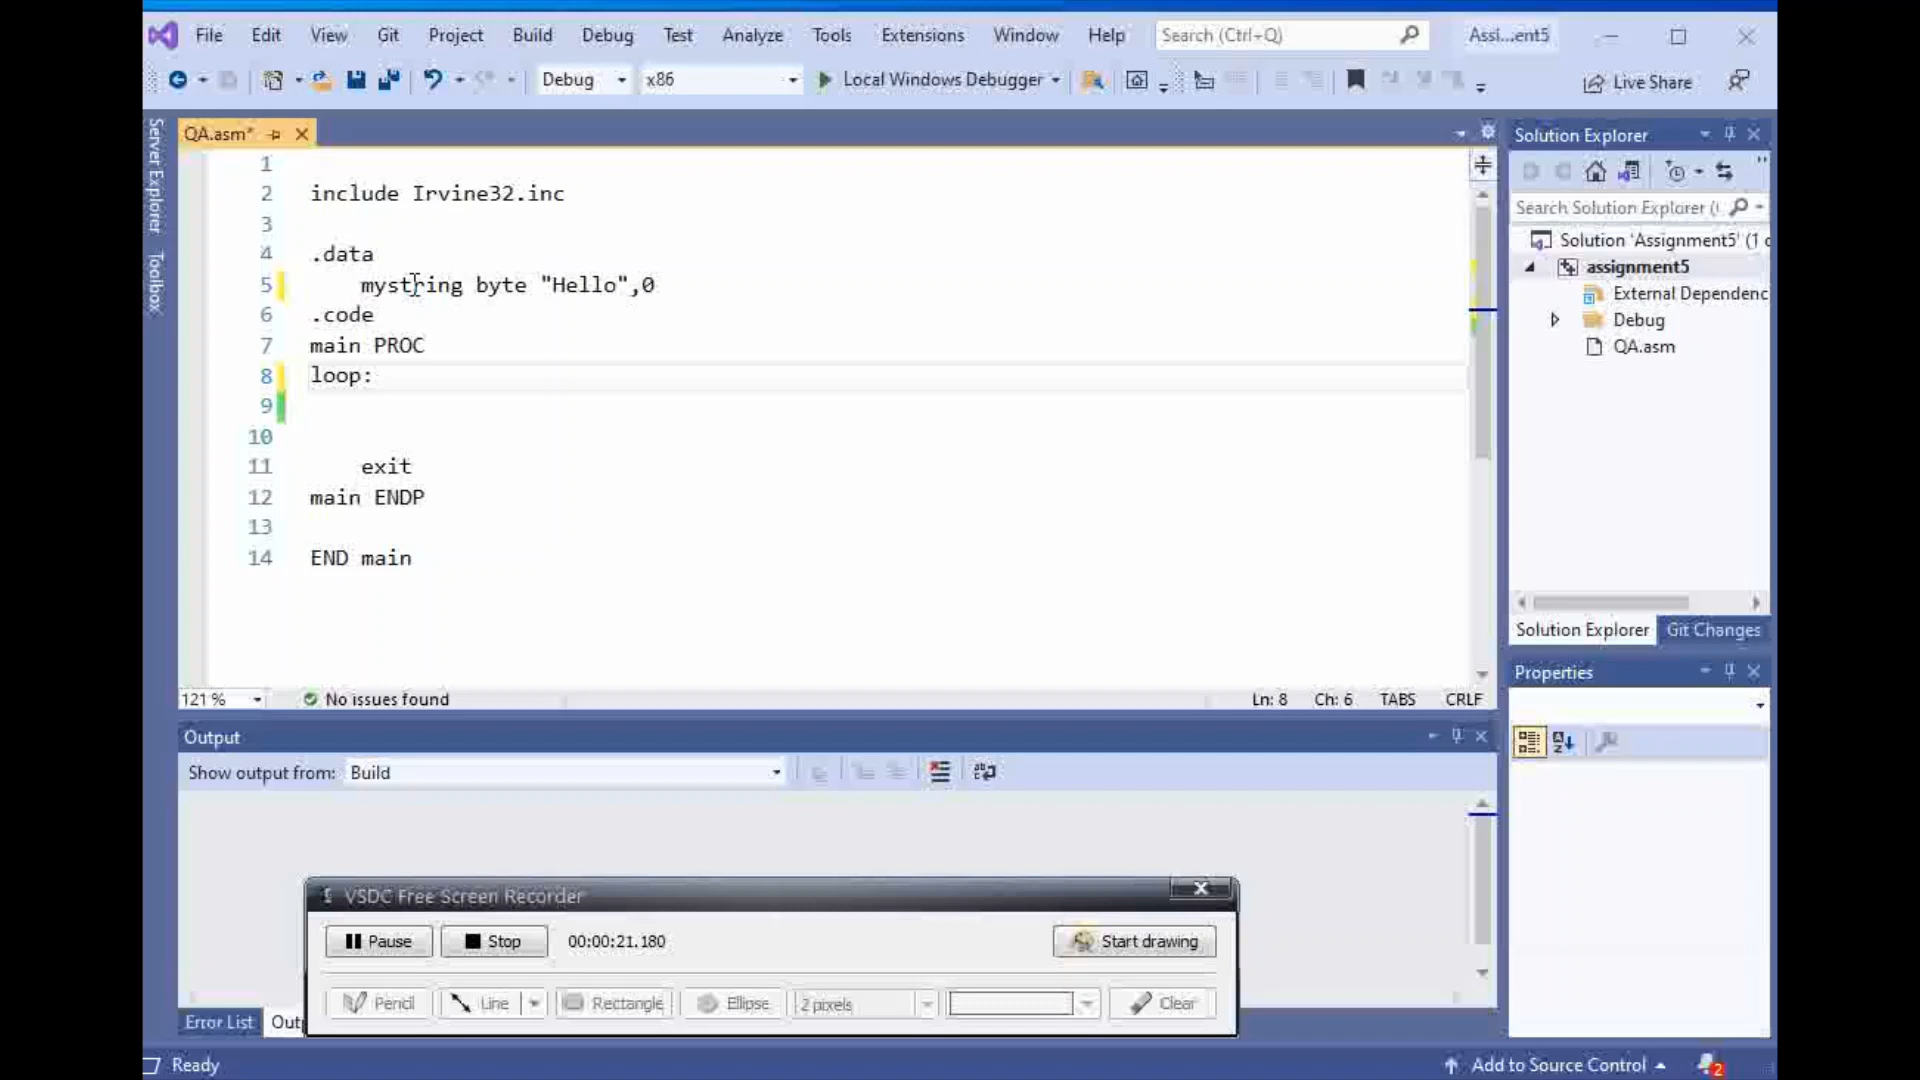 File Edit View Git Project Build Debug Test Analyze Tools Extensions Window Help Search (Ctrl+Q) Assi...ent5
Debug x86 Local Windows Debugger Live Share
Server Explorer
Toolbox
QA.asm*
1
2 include Irvine32.inc
3
4 .data
5 mystring byte "Hello",0
6 .code
7 main PROC
8 loop:
9
10
11 exit
12 main ENDP
13
14 END main
121 % No issues found Ln: 8 Ch: 6 TABS CRLF
Solution Explorer
Search Solution Explorer (
Solution 'Assignment5' (1
assignment5
External Dependenc
Debug
QA.asm
Solution Explorer Git Changes
Properties
Output
Show output from: Build
VSDC Free Screen Recorder
Pause Stop 00:00:21.180 Start drawing
Pencil Line Rectangle Ellipse 2 pixels Clear
Error List Out
Ready Add to Source Control 2